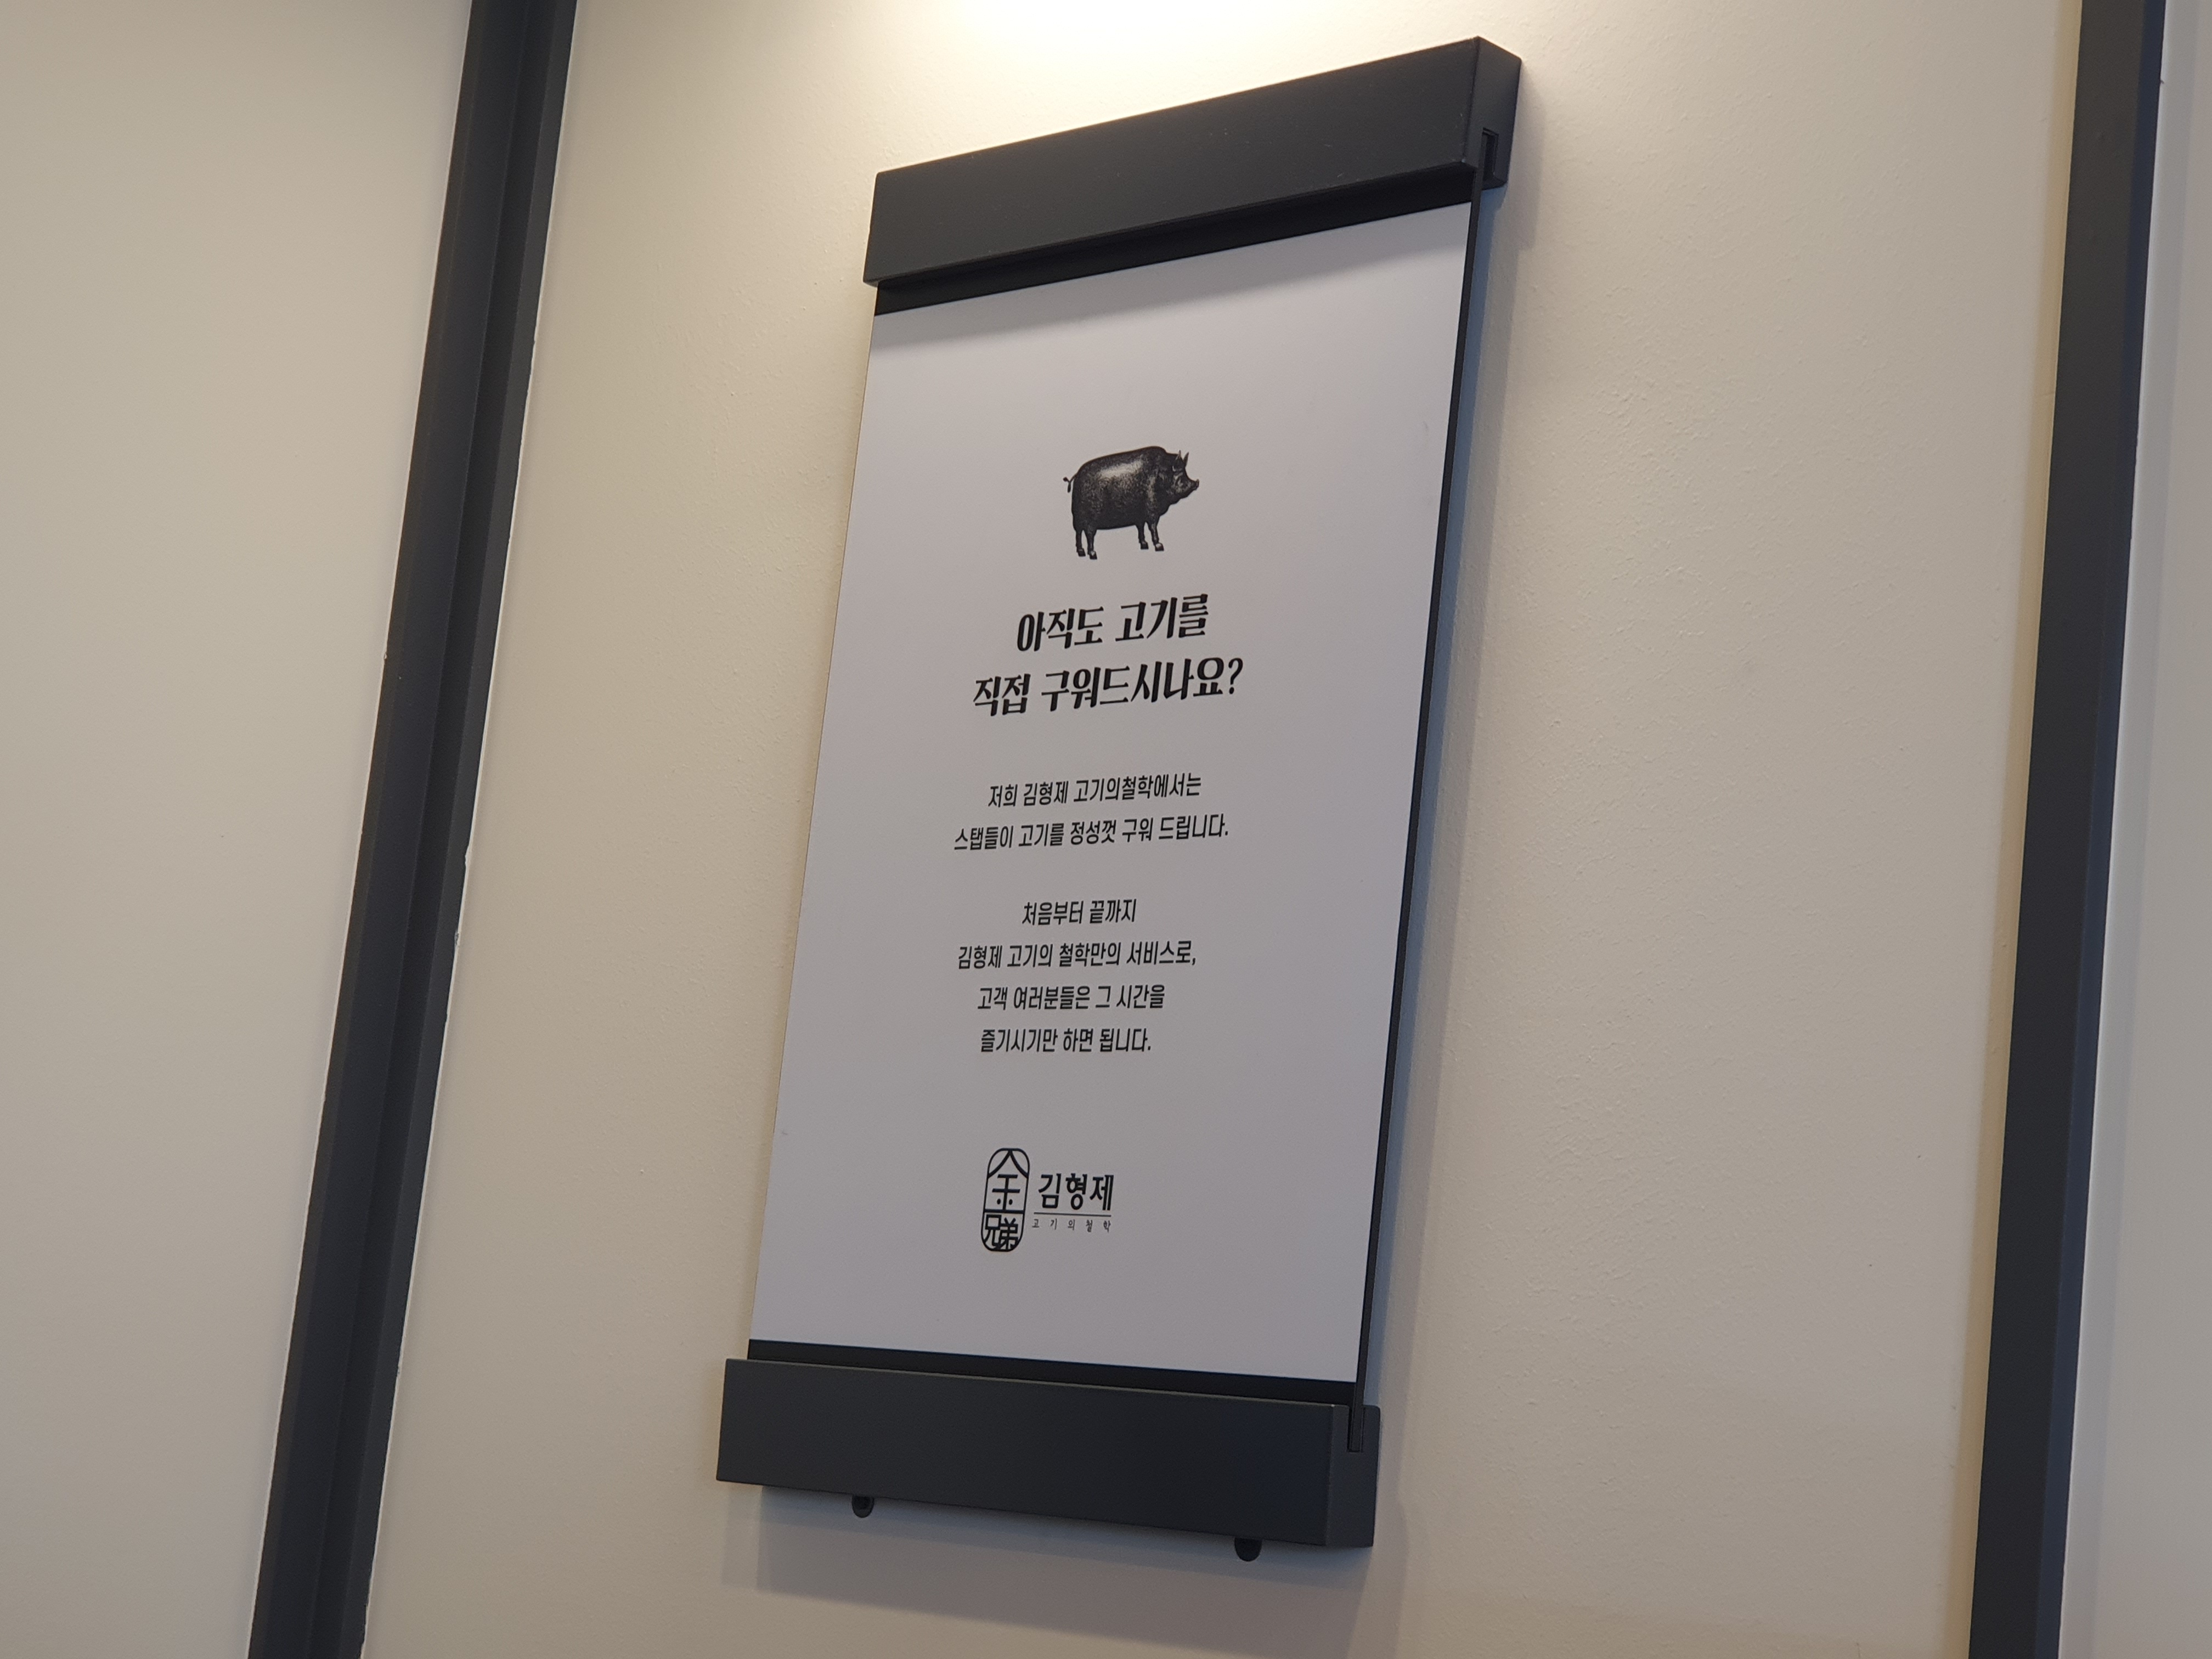 아직도 고기를
직접 구워드시나요?
저희 김형제 고기의철학에서는
스탭들이 고기를 정성껏 구워 드립니다.
처음부터 끝까지
김형제 고기의 철학만의 서비스로,
고객 여러분들은 그 시간을
즐기시기만 하면 됩니다.
金
兄弟
김형제
고기의철학